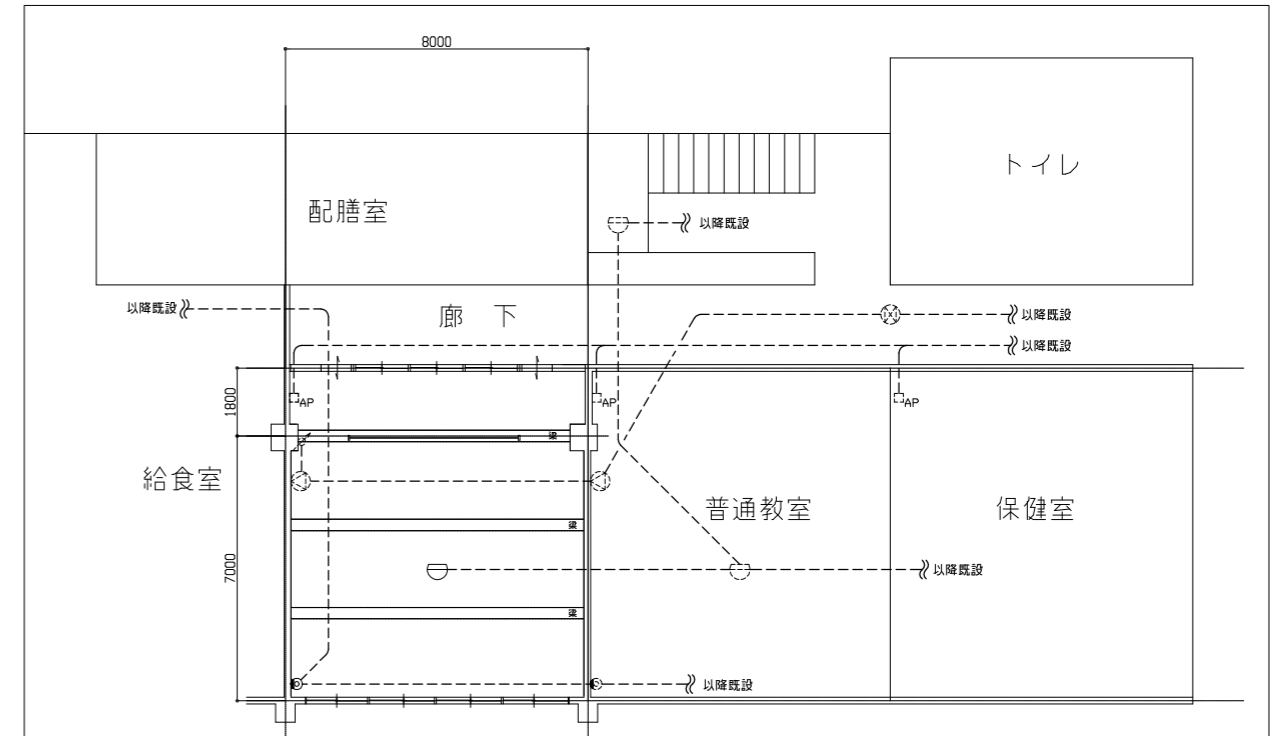 8000
トイレ
配膳室
以降既設
以降既設
廊 下
以降既設
以降既設
1800
AP
AP
AP
梁
給食室
普通教室
保健室
梁
7000
以降既設
梁
以降既設